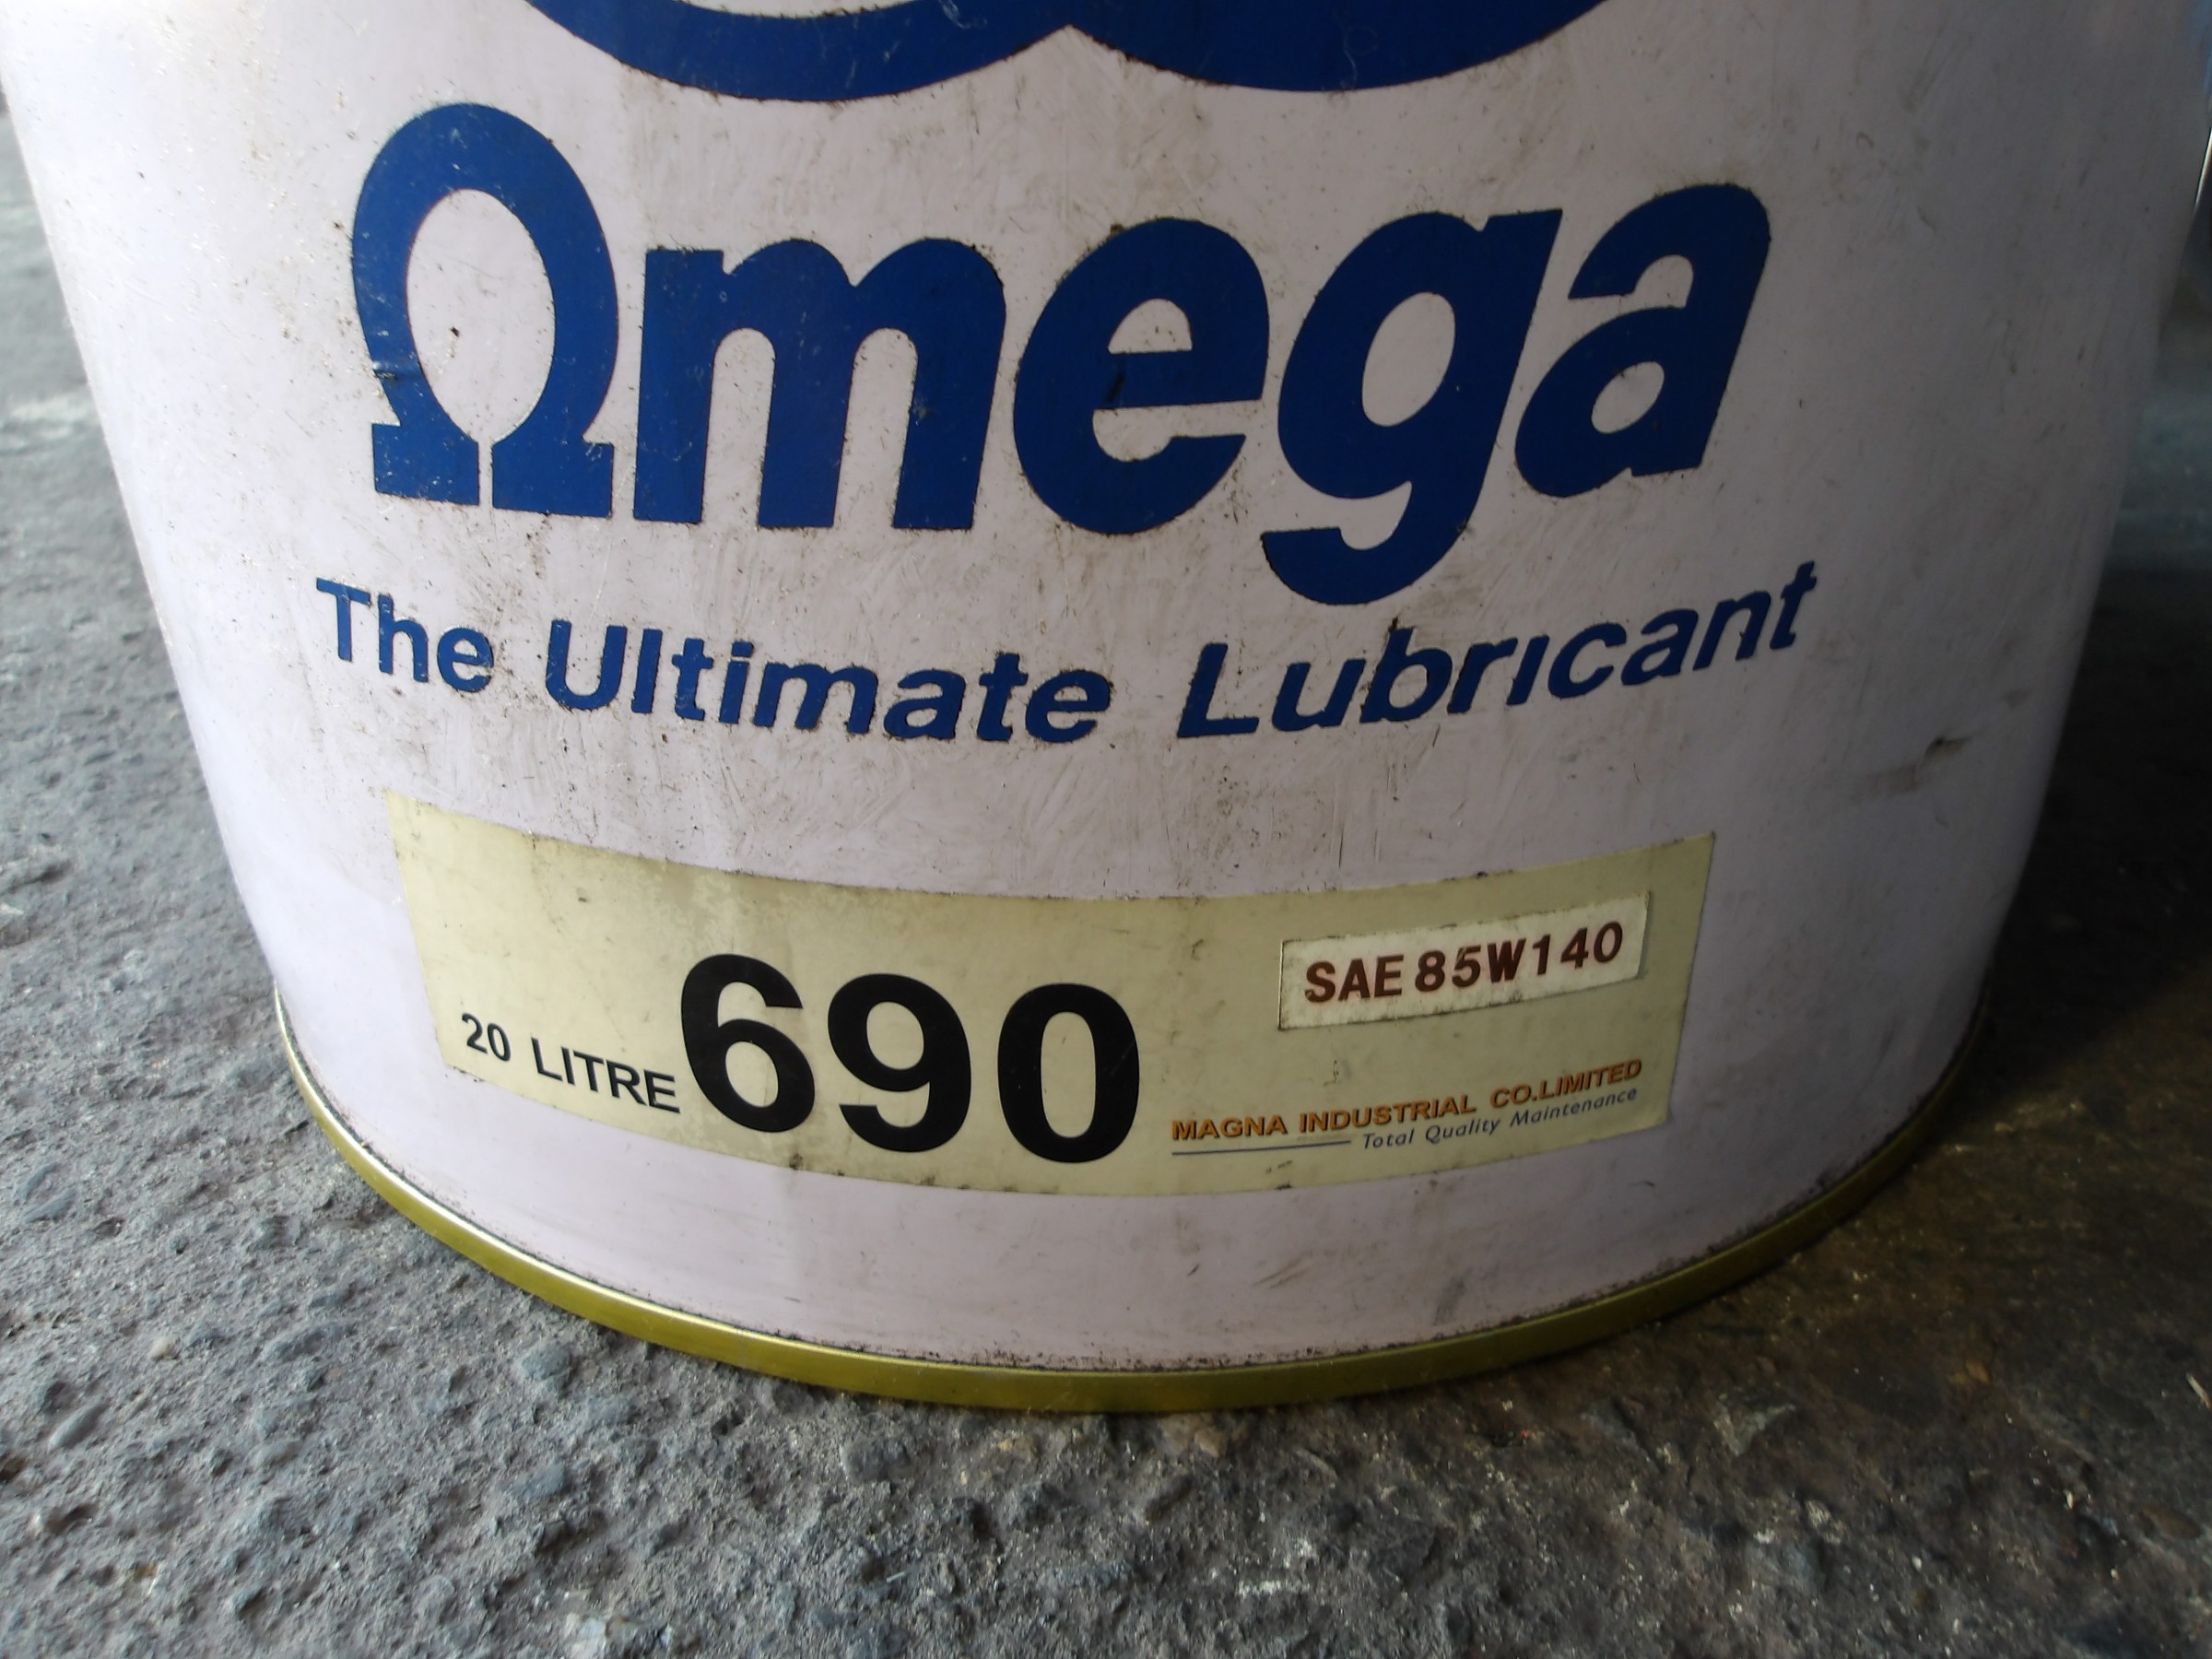 Ωmega
The Ultimate Lubricant
20 LITRE 690
SAE 85W140
MAGNA INDUSTRIAL CO.LIMITED
Total Quality Maintenance